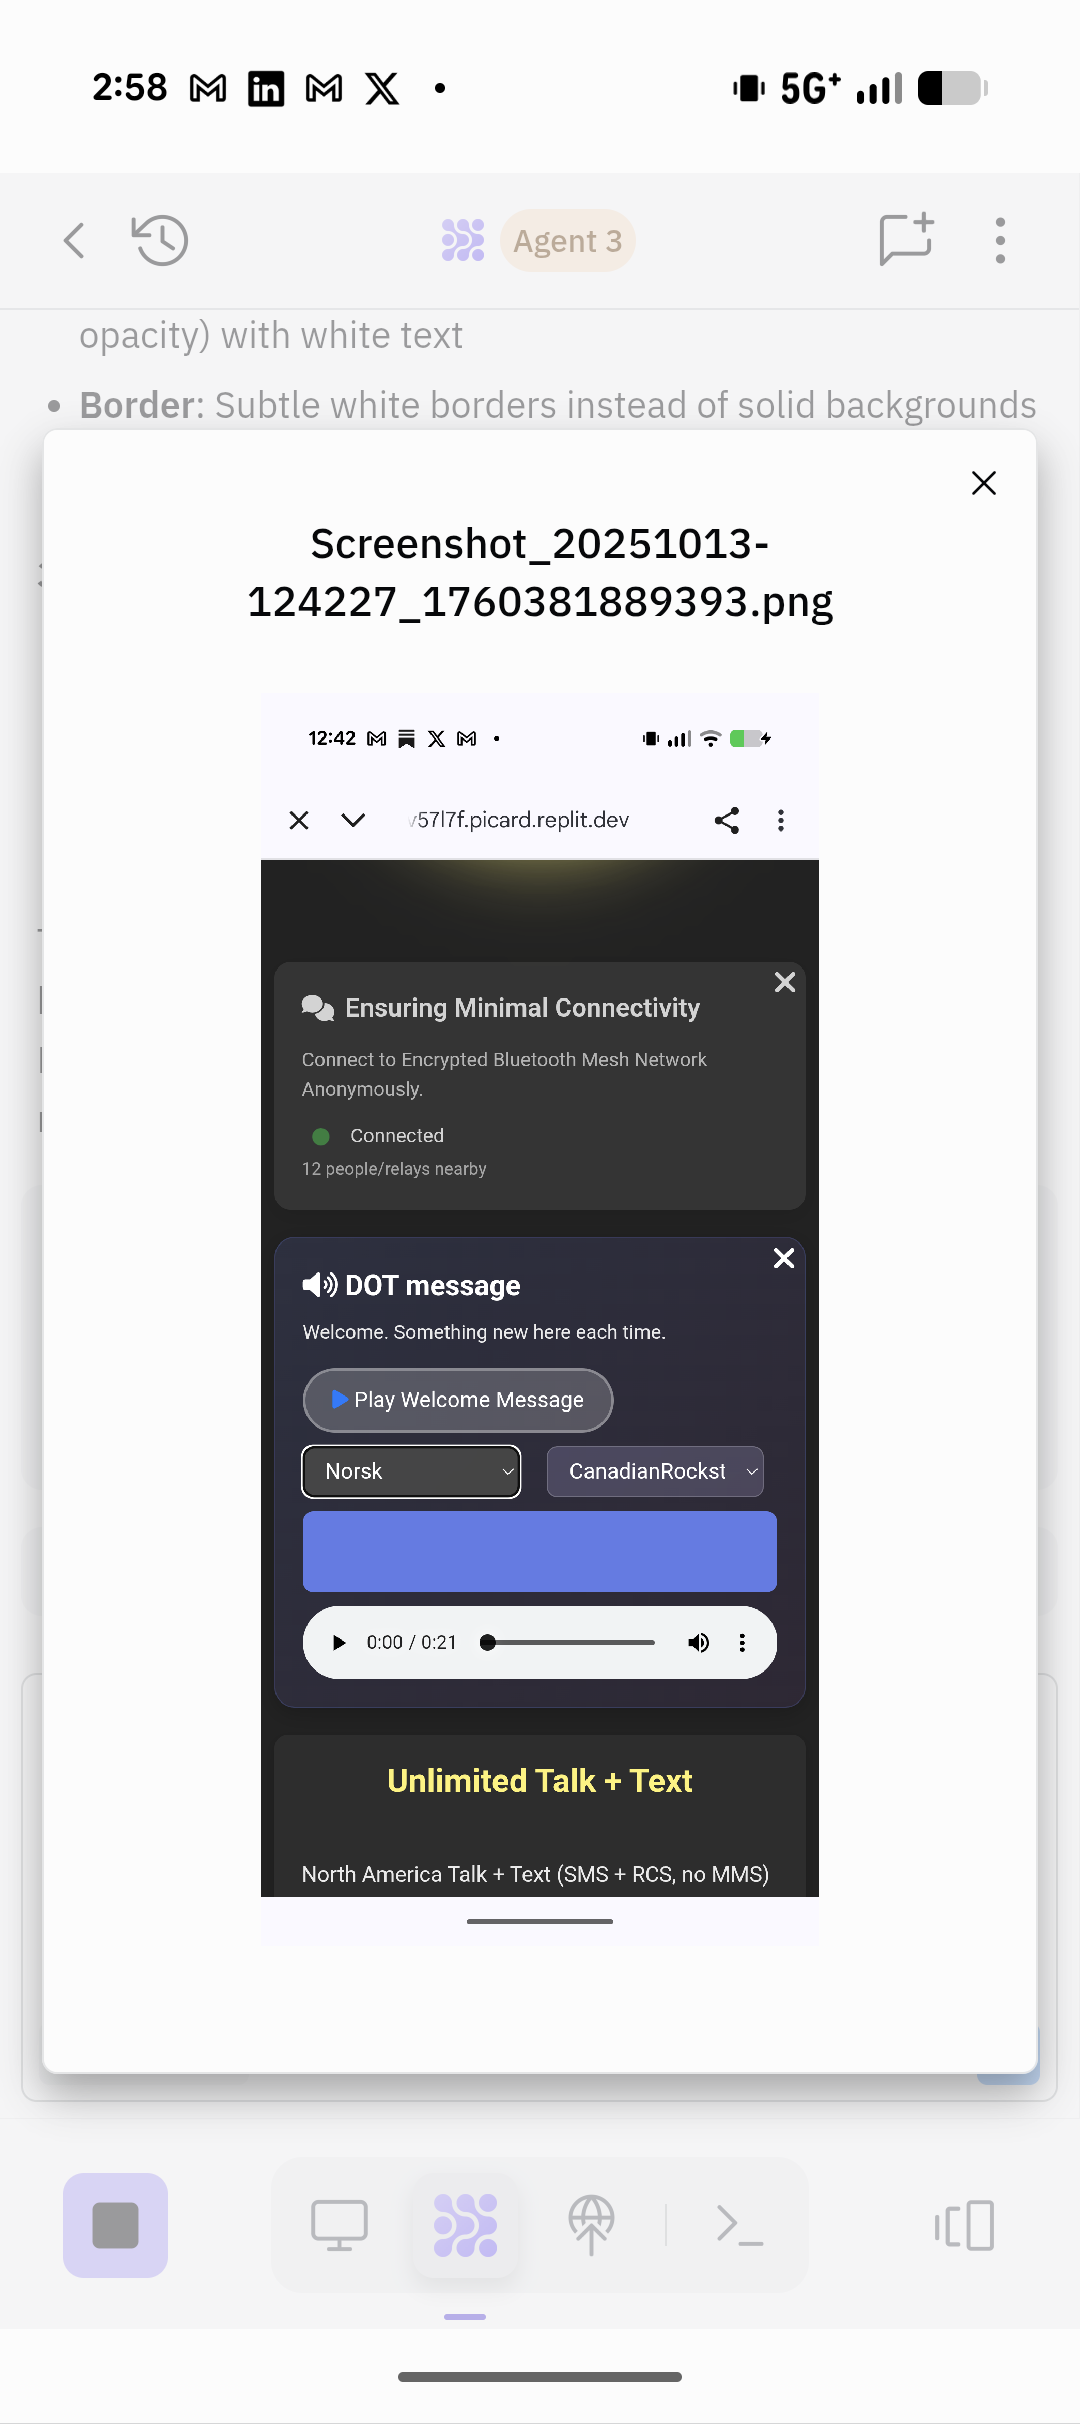 2:58
5G+
Agent 3
opacity) with white text
Border: Subtle white borders instead of solid backgrounds
Screenshot_20251013-
124227_1760381889393.png
12:42
v57l7f.picard.replit.dev
Ensuring Minimal Connectivity
Connect to Encrypted Bluetooth Mesh Network
Anonymously.
Connected
12 people/relays nearby
DOT message
Welcome. Something new here each time.
Play Welcome Message
Norsk
CanadianRockst
0:00 / 0:21
Unlimited Talk + Text
North America Talk + Text (SMS + RCS, no MMS)